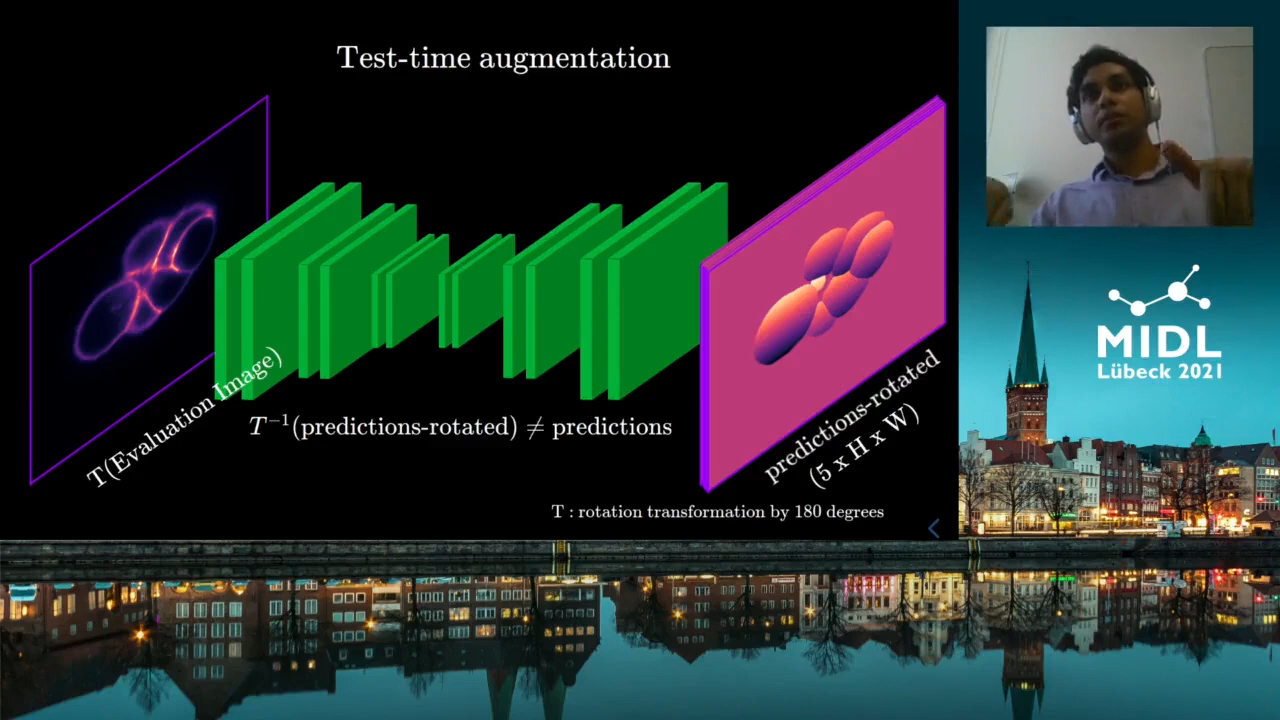 Test-time augmentation
T(Evaluation Image)
T⁻¹(predictions-rotated) ≠ predictions
predictions-rotated
(5 x H x W)
T : rotation transformation by 180 degrees
MIDL
Lübeck 2021